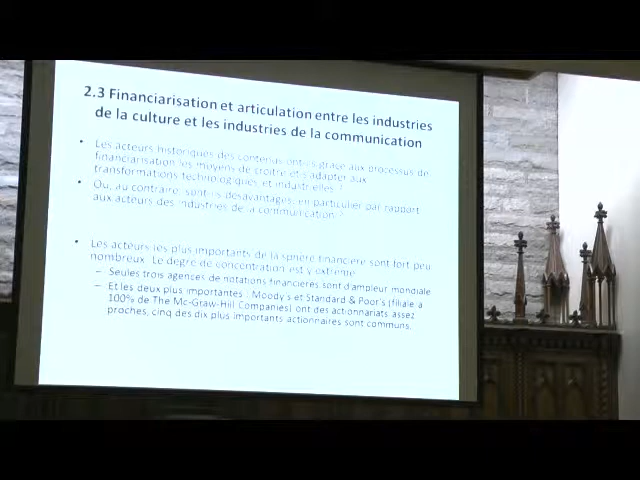 2.3 Financiarisation et articulation entre les industries
de la culture et les industries de la communication
• Les acteurs historiques des contenus ont-ils grâce aux processus de
financiarisation les moyens de croître et s'adapter aux
transformations technologiques et industrielles ?
• Ou, au contraire, sont-ils désavantagés, en particulier par rapport
aux acteurs des industries de la communication ?
• Les acteurs les plus importants de la sphère financière sont fort peu
nombreux. Le degré de concentration est y extrême.
– Seules trois agences de notations financières sont d'ampleur mondiale
– Et les deux plus importantes : Moody's et Standard & Poor's (filiale à
100% de The Mc-Graw-Hill Companies) ont des actionnariats assez
proches, cinq des dix plus importants actionnaires sont communs.